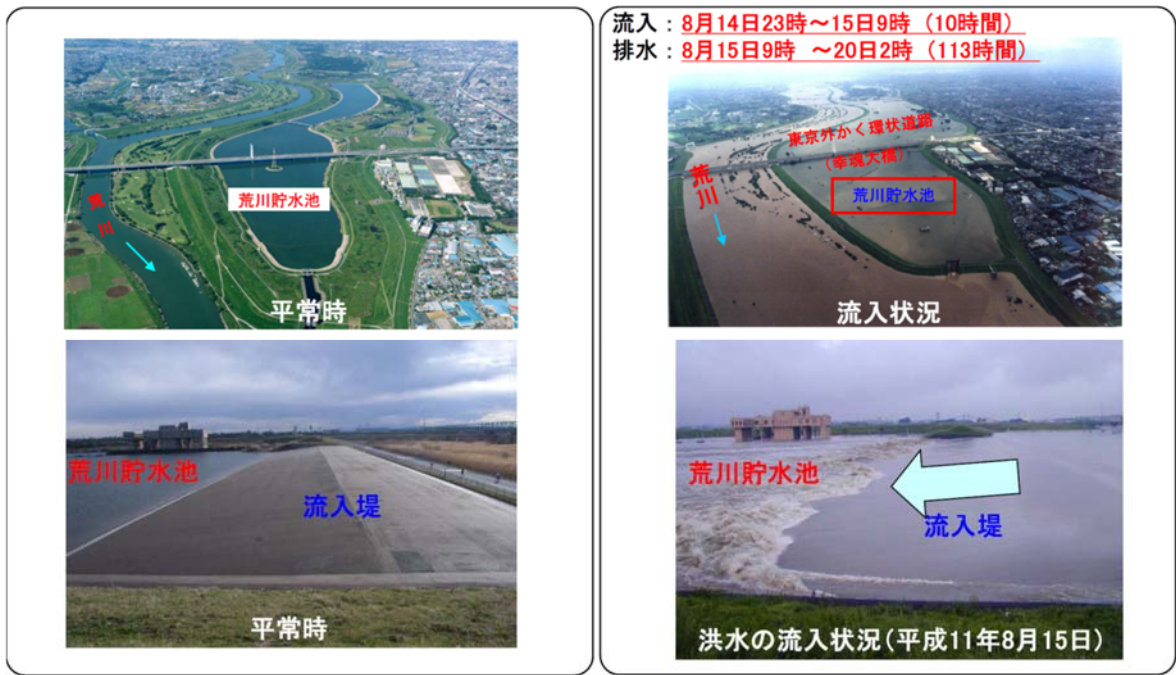 荒川貯水池
荒川
平常時
荒川貯水池
流入堤
平常時
流入：8月14日23時～15日9時（10時間）
排水：8月15日9時　～20日2時（113時間）
東京外かく環状道路
（幸魂大橋）
荒川貯水池
荒川
流入状況
荒川貯水池
流入堤
洪水の流入状況（平成11年8月15日）